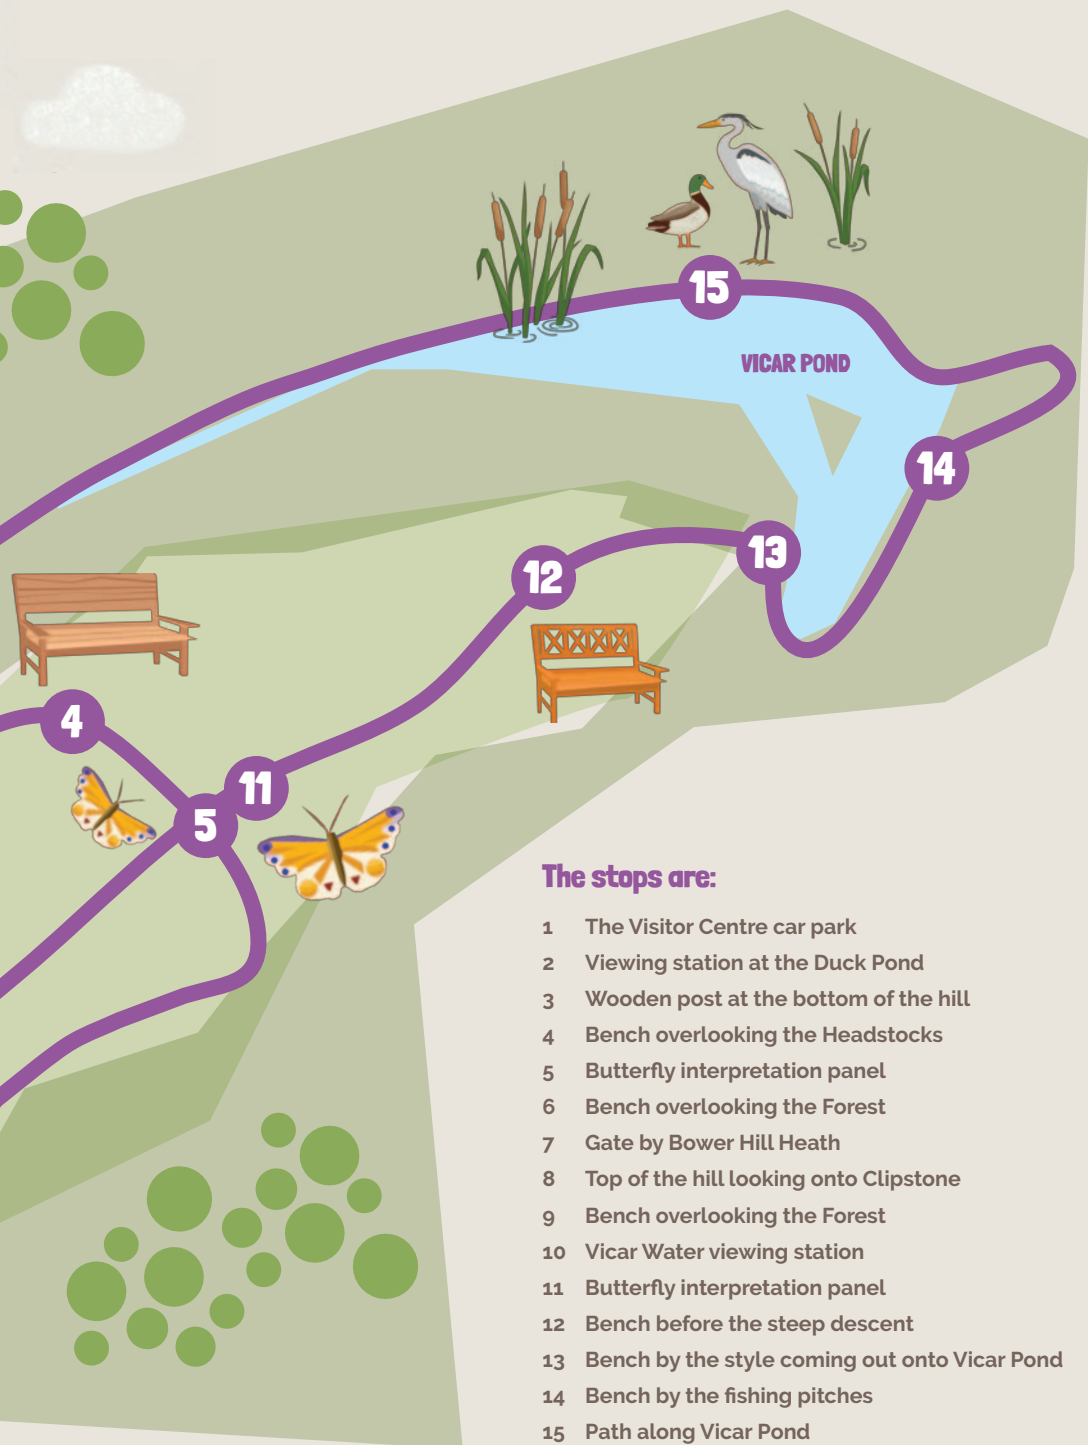 15
VICAR POND
14
13
12
4
11
5
The stops are:
1 The Visitor Centre car park
2 Viewing station at the Duck Pond
3 Wooden post at the bottom of the hill
4 Bench overlooking the Headstocks
5 Butterfly interpretation panel
6 Bench overlooking the Forest
7 Gate by Bower Hill Heath
8 Top of the hill looking onto Clipstone
9 Bench overlooking the Forest
10 Vicar Water viewing station
11 Butterfly interpretation panel
12 Bench before the steep descent
13 Bench by the style coming out onto Vicar Pond
14 Bench by the fishing pitches
15 Path along Vicar Pond